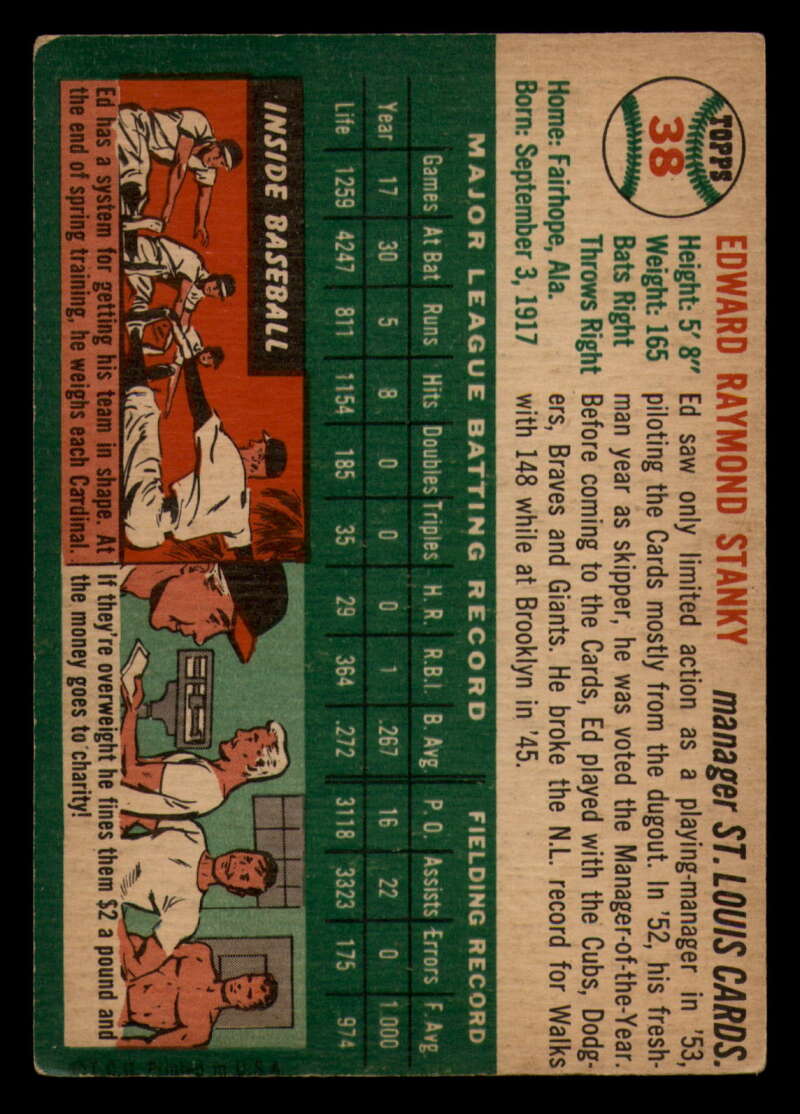 TOPPS
38
EDWARD RAYMOND STANKY
manager ST. LOUIS CARDS.
Height: 5' 8"
Weight: 165
Bats Right
Throws Right
Home: Fairhope, Ala.
Born: September 3, 1917
Ed saw only limited action as a playing-manager in '53,
piloting the Cards mostly from the dugout. In '52, his fresh-
man year as skipper, he was voted the Manager-of-the-Year.
Before coming to the Cards, Ed played with the Cubs, Dodg-
ers, Braves and Giants. He broke the N.L. record for Walks
with 148 while at Brooklyn in '45.
MAJOR LEAGUE BATTING RECORD FIELDING RECORD
Games At Bat Runs Hits Doubles Triples H.R. R.B.I. B. Avg. P.O. Assists Errors F. Avg.
Year 17 30 5 8 0 0 0 1 .267 16 22 0 1.000
Life 1259 4247 811 1154 185 35 29 364 .272 3118 3323 175 .974
INSIDE BASEBALL
Ed has a system for getting his team in shape. At
the end of spring training, he weighs each Cardinal.
If they're overweight he fines them $2 a pound and
the money goes to charity!
Printed in U.S.A.